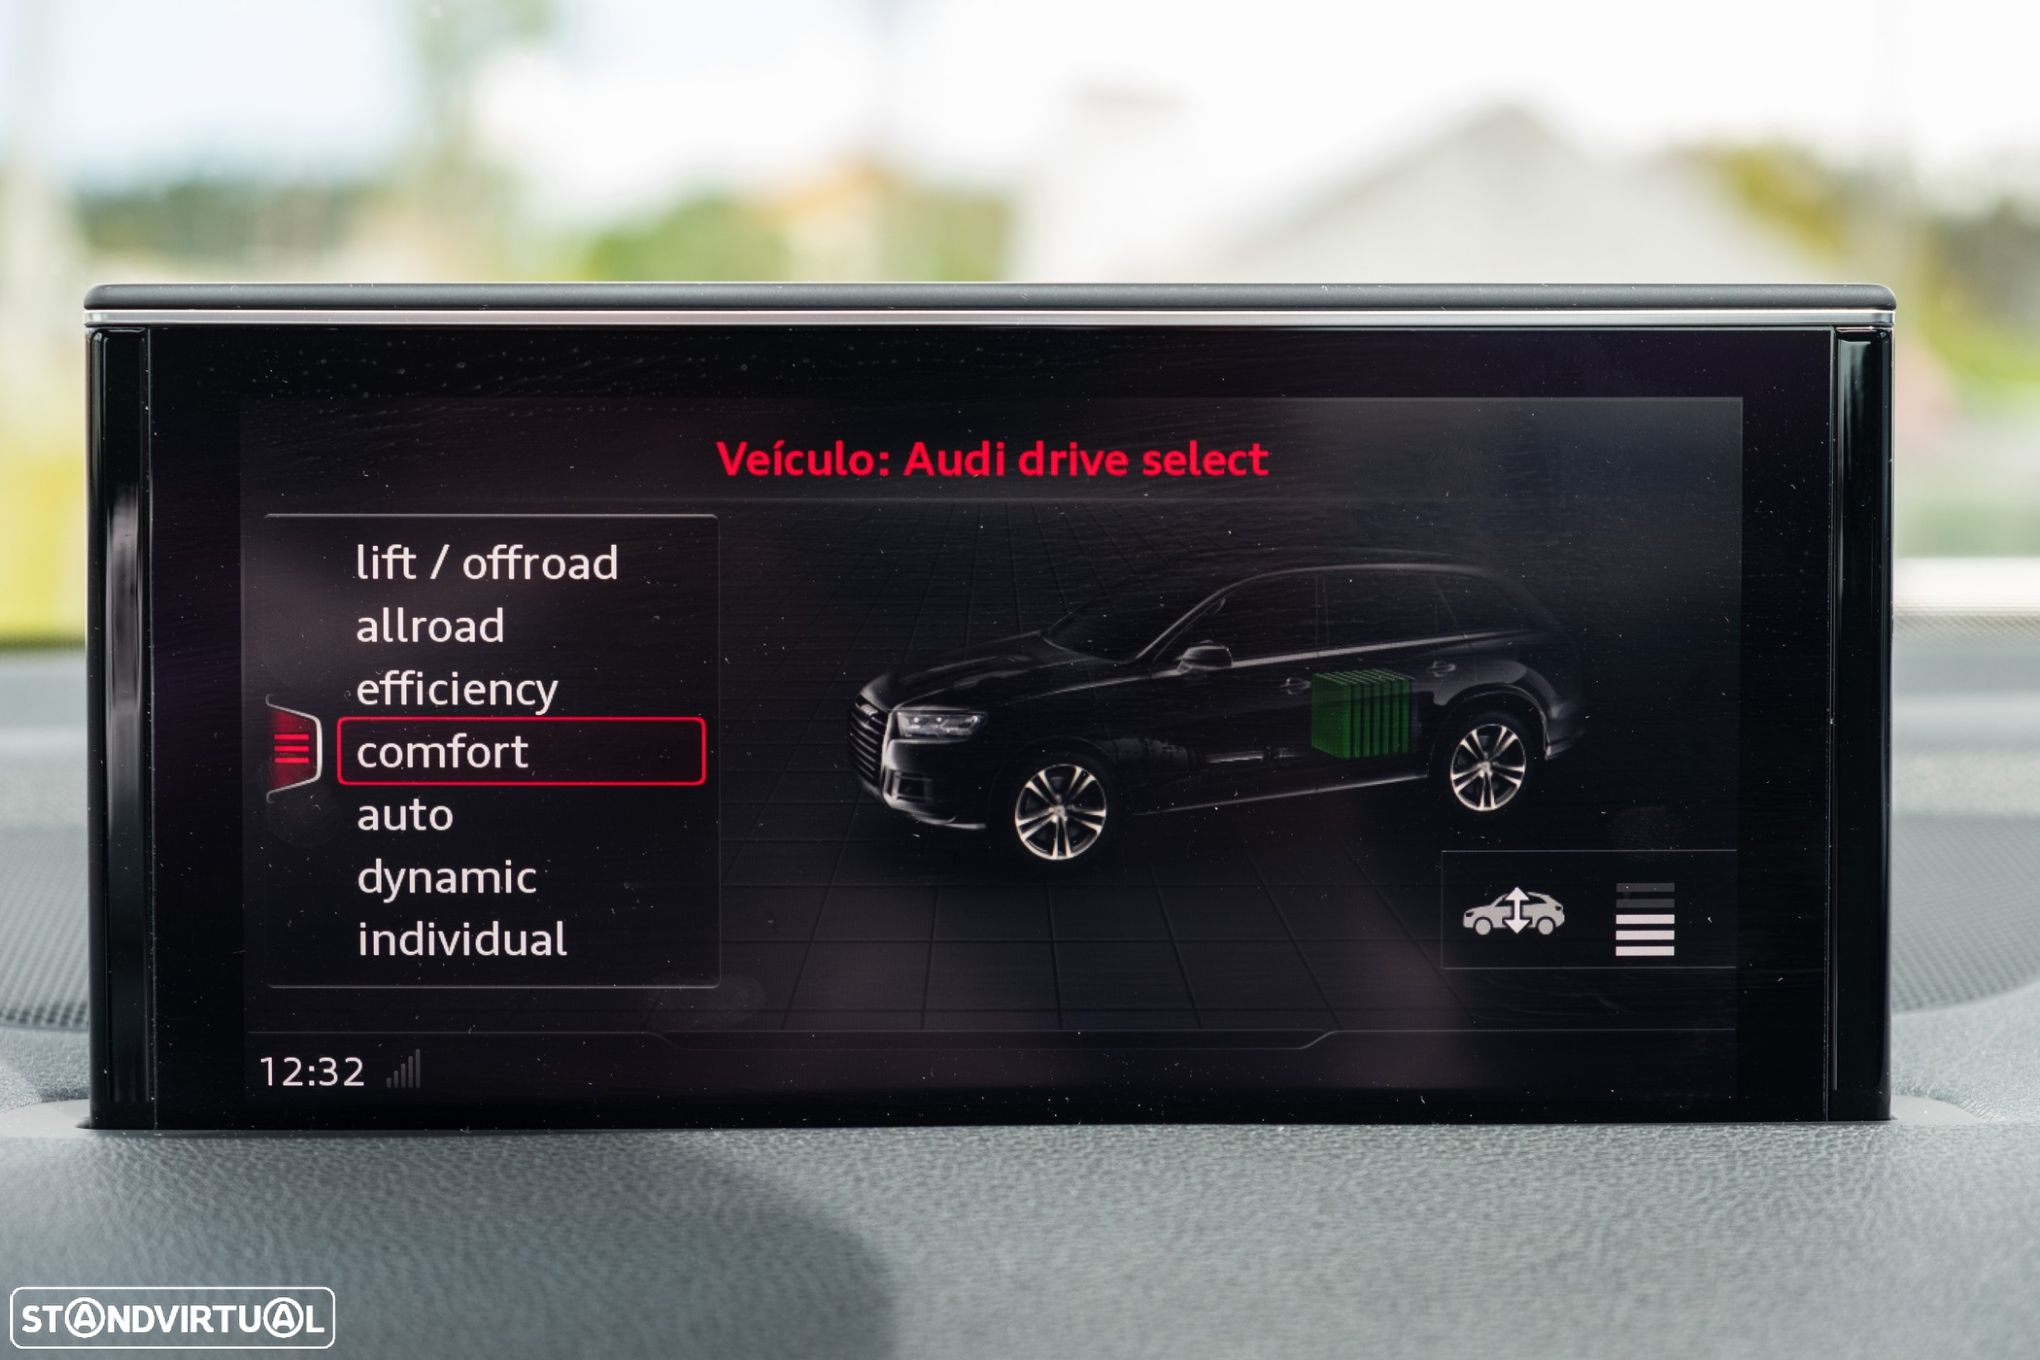 Veículo: Audi drive select
lift / offroad
allroad
efficiency
comfort
auto
dynamic
individual
12:32
STANDVIRTUAL